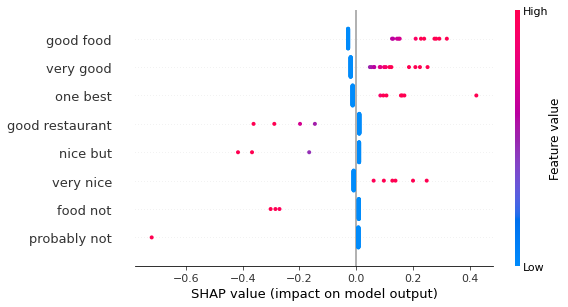 High
good food
very good
one best
good restaurant
nice but
very nice
food not
probably not
Feature value
Low
−0.6 −0.4 −0.2 0.0 0.2 0.4
SHAP value (impact on model output)